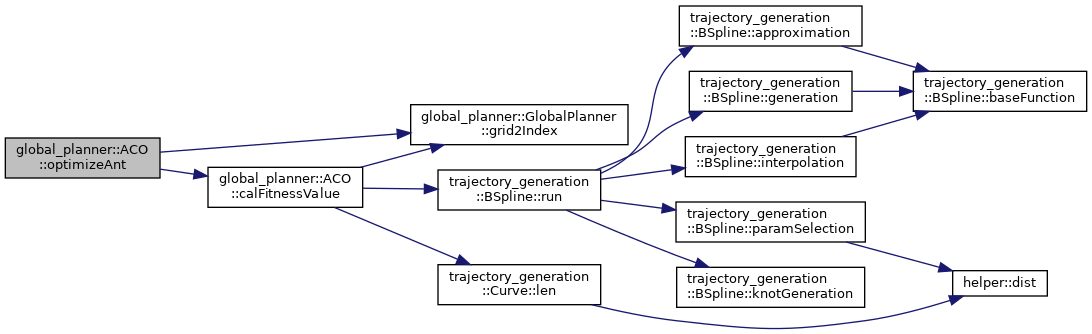 global_planner::ACO
::optimizeAnt
global_planner::GlobalPlanner
::grid2Index
global_planner::ACO
::calFitnessValue
trajectory_generation
::BSpline::run
trajectory_generation
::Curve::len
trajectory_generation
::BSpline::approximation
trajectory_generation
::BSpline::generation
trajectory_generation
::BSpline::interpolation
trajectory_generation
::BSpline::paramSelection
trajectory_generation
::BSpline::knotGeneration
trajectory_generation
::BSpline::baseFunction
helper::dist